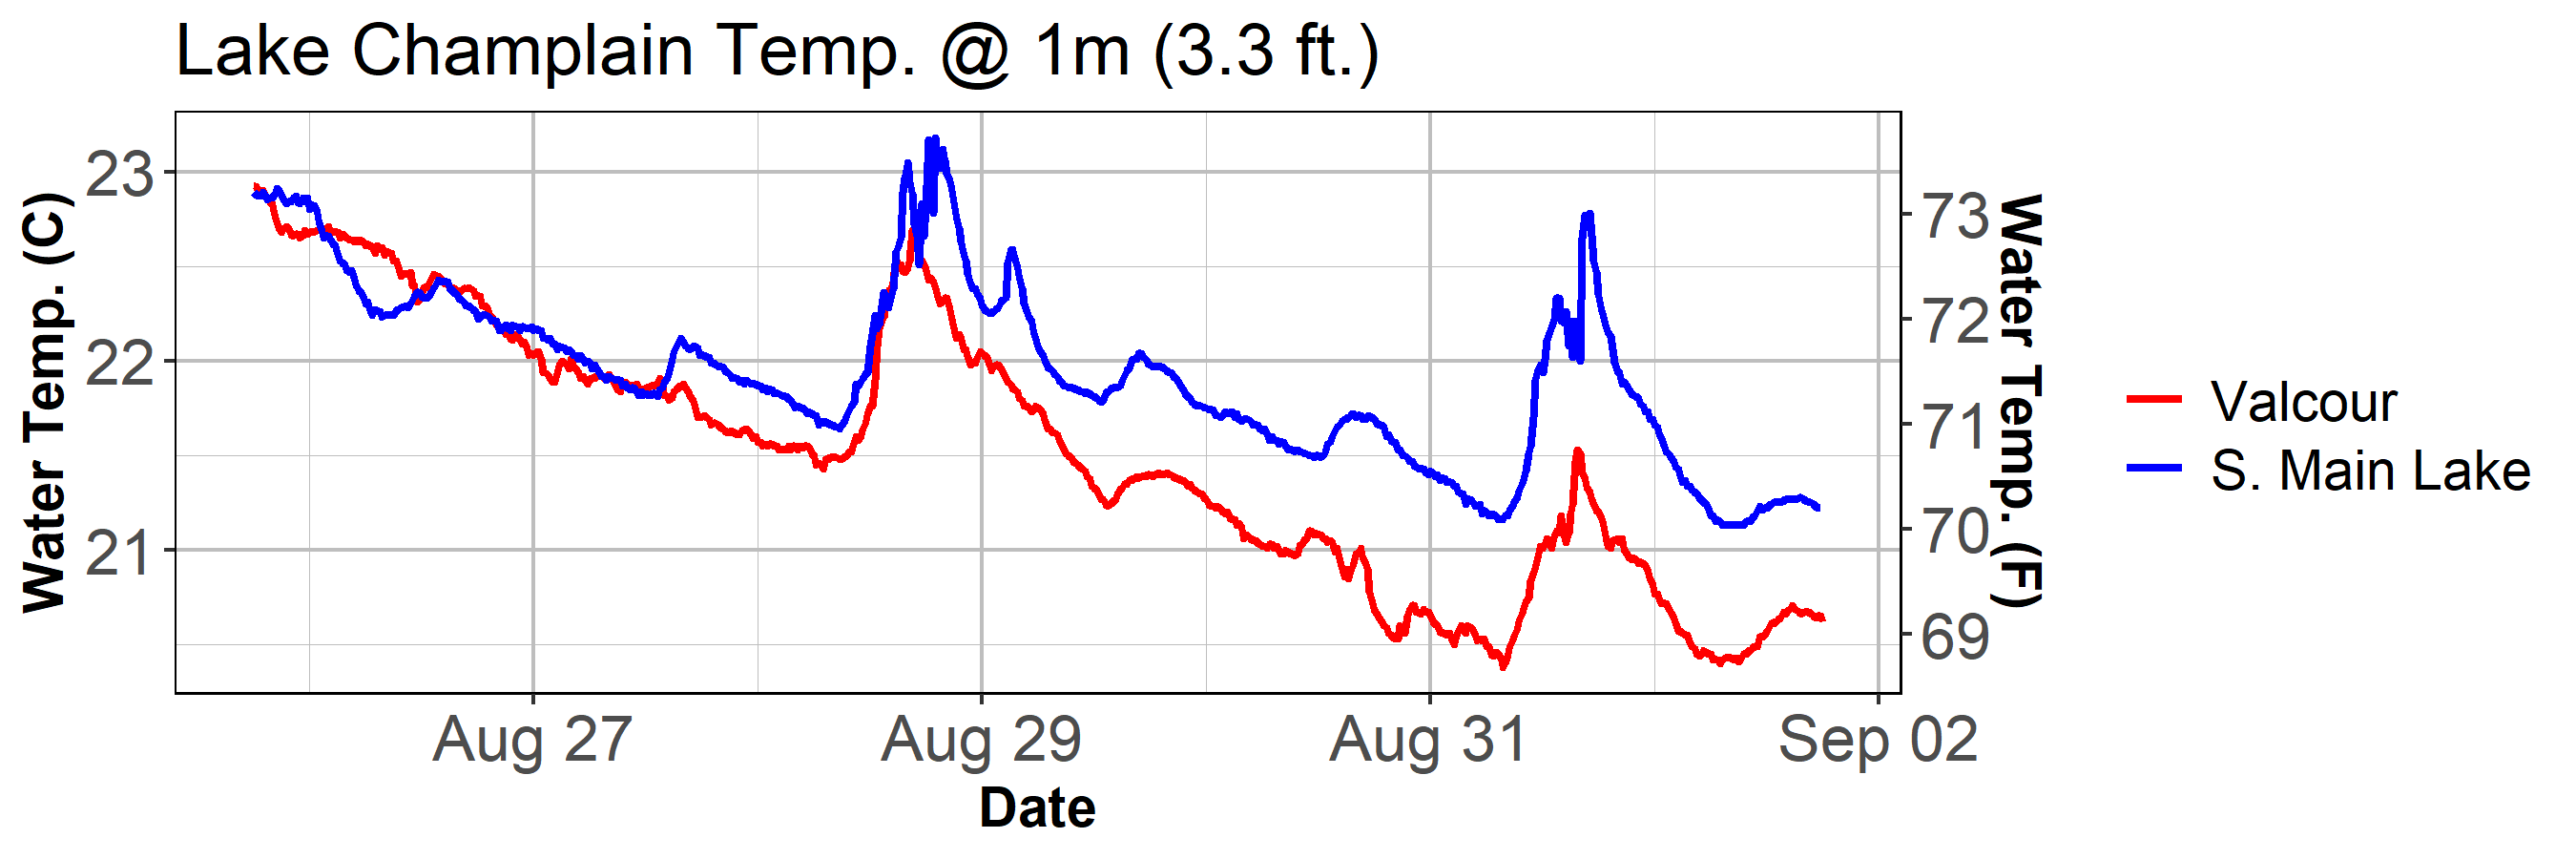 Lake Champlain Temp. @ 1m (3.3 ft.)
Water Temp. (C)
23
22
21
73
72
71
70
69
Water Temp. (F)
Aug 27
Aug 29
Aug 31
Sep 02
Date
Valcour
S. Main Lake